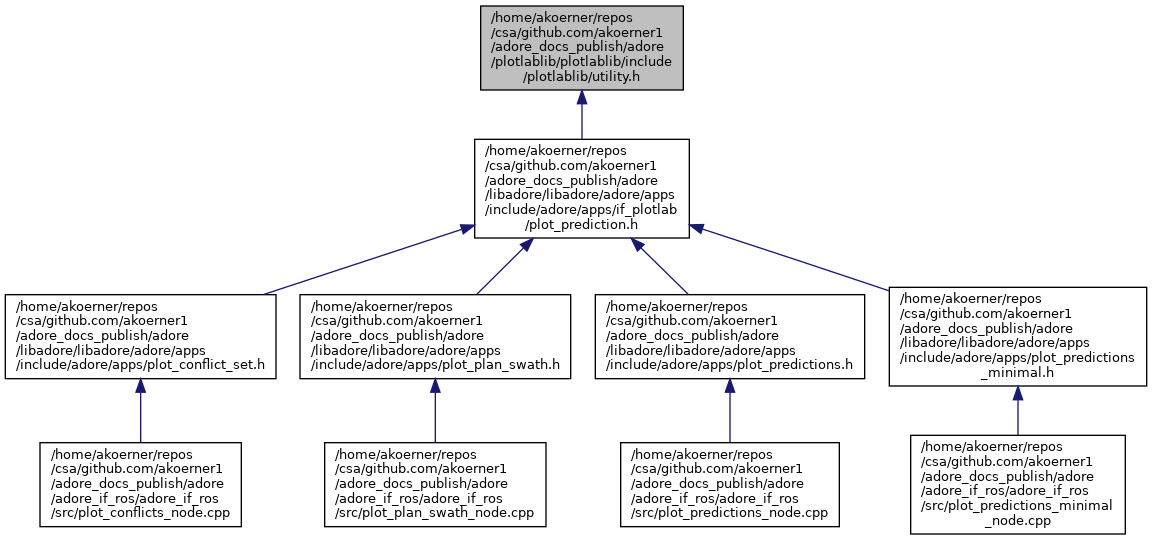 /home/akoerner/repos
/csa/github.com/akoerner1
/adore_docs_publish/adore
/plotlablib/plotlablib/include
/plotlablib/utility.h
/home/akoerner/repos
/csa/github.com/akoerner1
/adore_docs_publish/adore
/libadore/libadore/adore/apps
/include/adore/apps/if_plotlab
/plot_prediction.h
/home/akoerner/repos
/csa/github.com/akoerner1
/adore_docs_publish/adore
/libadore/libadore/adore/apps
/include/adore/apps/plot_conflict_set.h
/home/akoerner/repos
/csa/github.com/akoerner1
/adore_docs_publish/adore
/libadore/libadore/adore/apps
/include/adore/apps/plot_plan_swath.h
/home/akoerner/repos
/csa/github.com/akoerner1
/adore_docs_publish/adore
/libadore/libadore/adore/apps
/include/adore/apps/plot_predictions.h
/home/akoerner/repos
/csa/github.com/akoerner1
/adore_docs_publish/adore
/libadore/libadore/adore/apps
/include/adore/apps/plot_predictions
_minimal.h
/home/akoerner/repos
/csa/github.com/akoerner1
/adore_docs_publish/adore
/adore_if_ros/adore_if_ros
/src/plot_conflicts_node.cpp
/home/akoerner/repos
/csa/github.com/akoerner1
/adore_docs_publish/adore
/adore_if_ros/adore_if_ros
/src/plot_plan_swath_node.cpp
/home/akoerner/repos
/csa/github.com/akoerner1
/adore_docs_publish/adore
/adore_if_ros/adore_if_ros
/src/plot_predictions_node.cpp
/home/akoerner/repos
/csa/github.com/akoerner1
/adore_docs_publish/adore
/adore_if_ros/adore_if_ros
/src/plot_predictions_minimal
_node.cpp